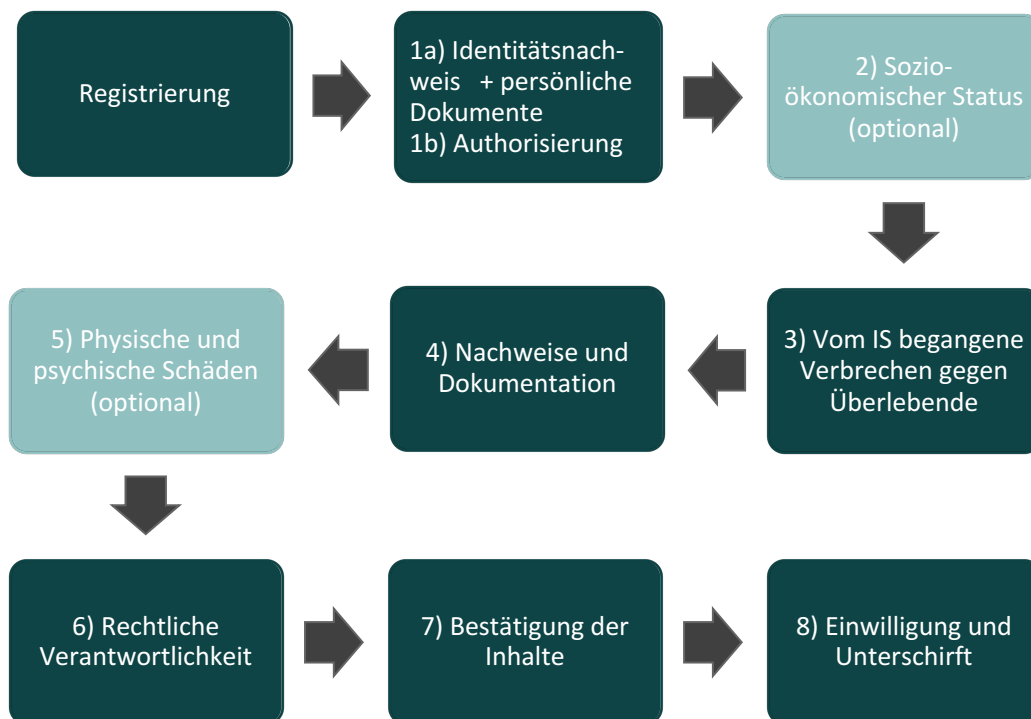 Registrierung
1a) Identitätsnach-
weis + persönliche
Dokumente
1b) Authorisierung
2) Sozio-
ökonomischer Status
(optional)
3) Vom IS begangene
Verbrechen gegen
Überlebende
4) Nachweise und
Dokumentation
5) Physische und
psychische Schäden
(optional)
6) Rechtliche
Verantwortlichkeit
7) Bestätigung der
Inhalte
8) Einwilligung und
Unterschirft